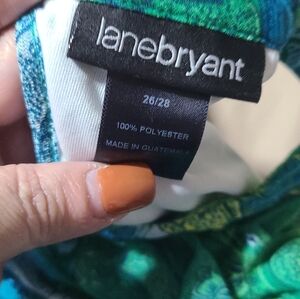 lanebryant
26/28
100% POLYESTER
MADE IN GUATEMALA